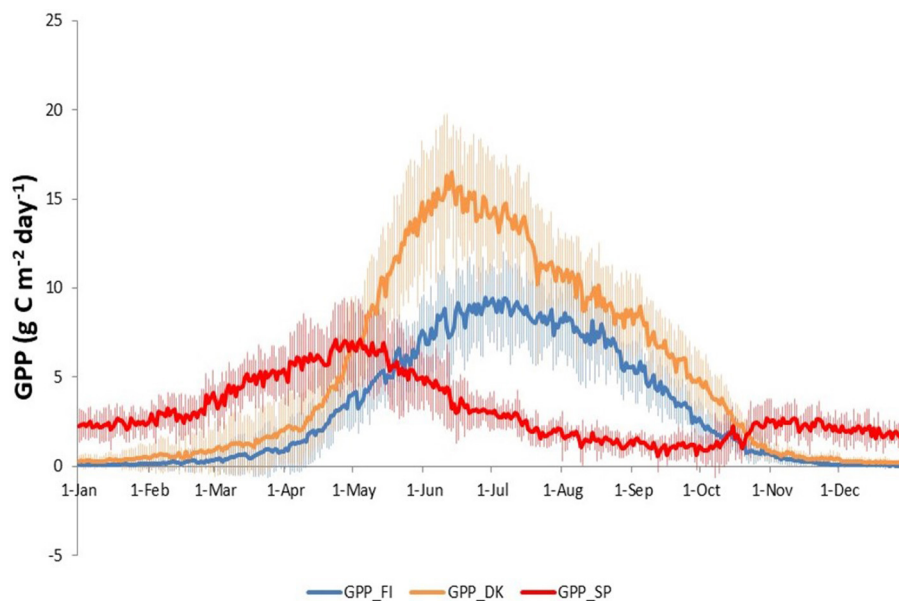 25
20
15
10
5
0
-5
GPP (g C m⁻² day⁻¹)
1-Jan 1-Feb 1-Mar 1-Apr 1-May 1-Jun 1-Jul 1-Aug 1-Sep 1-Oct 1-Nov 1-Dec
GPP_FI GPP_DK GPP_SP